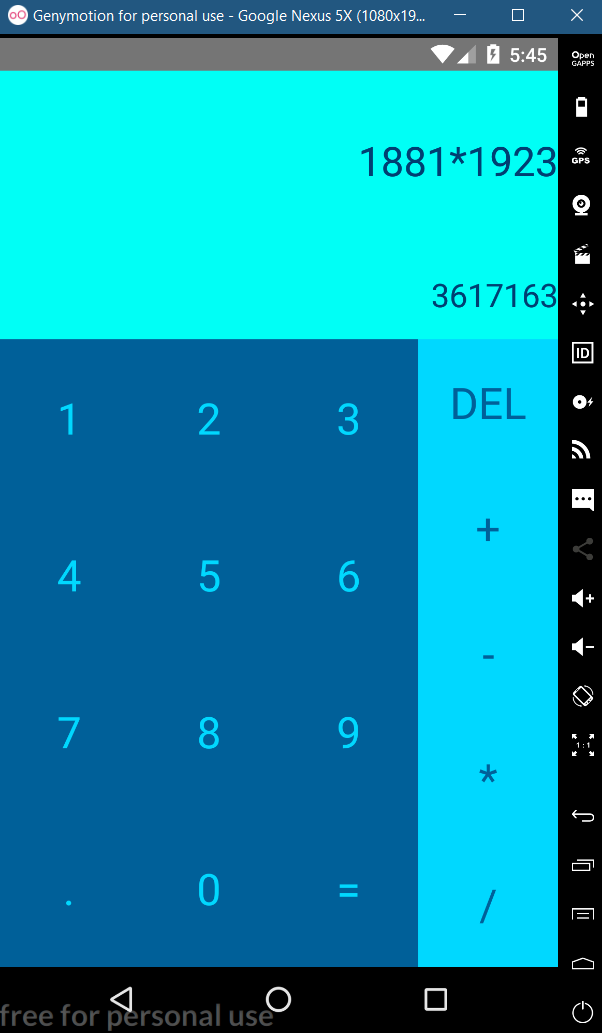 Genymotion for personal use - Google Nexus 5X (1080x19...
5:45
Open
GAPPS
1881*1923
GPS
3617163
ID
1 2 3 DEL
+
4 5 6
-
7 8 9
1:1
*
. 0 =
/
free for personal use